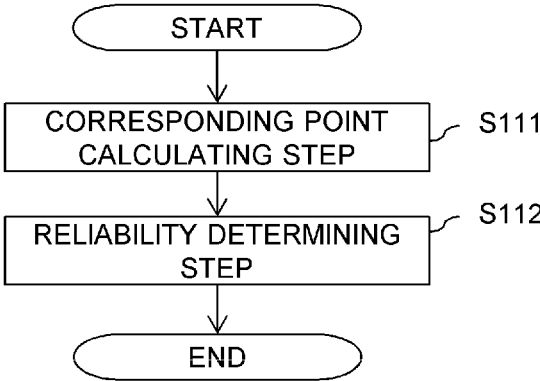 START
CORRESPONDING POINT
CALCULATING STEP
S111
RELIABILITY DETERMINING
STEP
S112
END